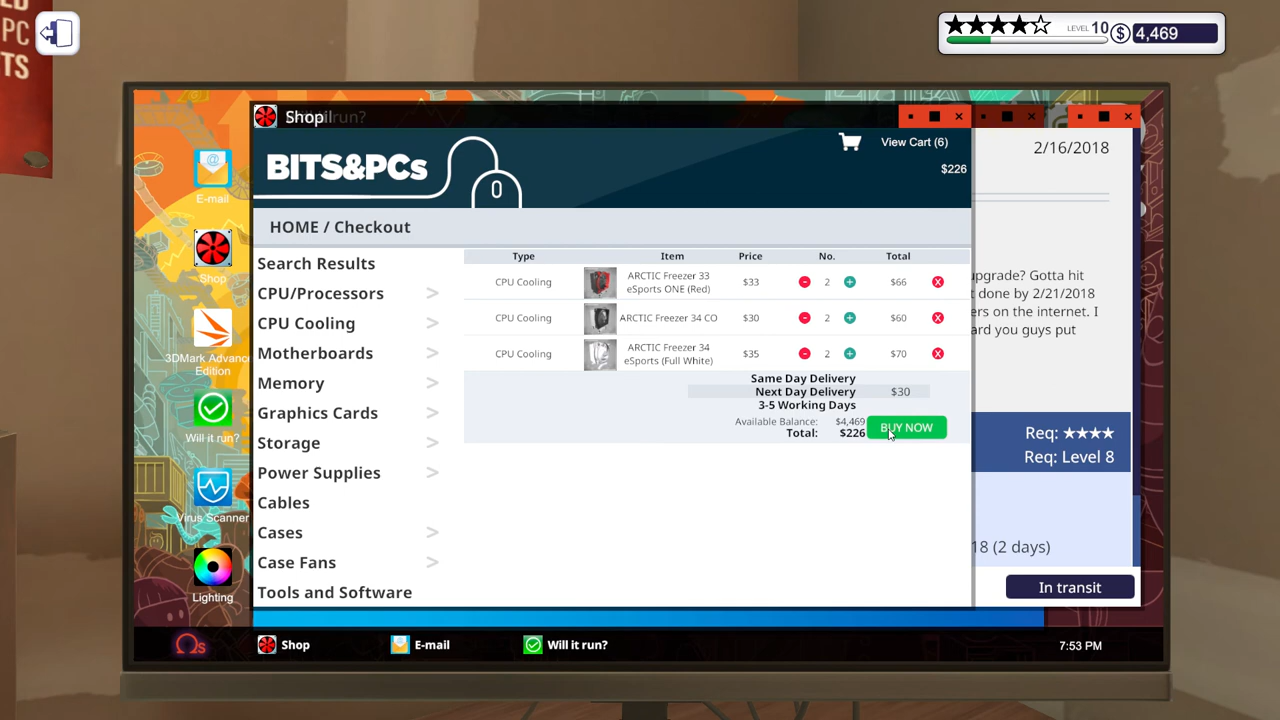 PC
TS
LEVEL 10
$ 4,469
Shop
run?
2/16/2018
BITS&PCs
View Cart (6)
$226
HOME / Checkout
E-mail
Shop
3DMark Advanc
Edition
Will it run?
Virus Scanner
Lighting
Search Results
CPU/Processors >
CPU Cooling >
Motherboards >
Memory >
Graphics Cards >
Storage >
Power Supplies >
Cables
Cases >
Case Fans >
Tools and Software
Type Item Price No. Total
CPU Cooling ARCTIC Freezer 33 eSports ONE (Red) $33 2 $66
CPU Cooling ARCTIC Freezer 34 CO $30 2 $60
CPU Cooling ARCTIC Freezer 34 eSports (Full White) $35 2 $70
Same Day Delivery
Next Day Delivery $30
3-5 Working Days
Available Balance: $4,469
Total: $226
BUY NOW
upgrade? Gotta hit
done by 2/21/2018
ers on the internet. I
ard you guys put
Req: ★★★★
Req: Level 8
18 (2 days)
In transit
Ωs
Shop
E-mail
Will it run?
7:53 PM